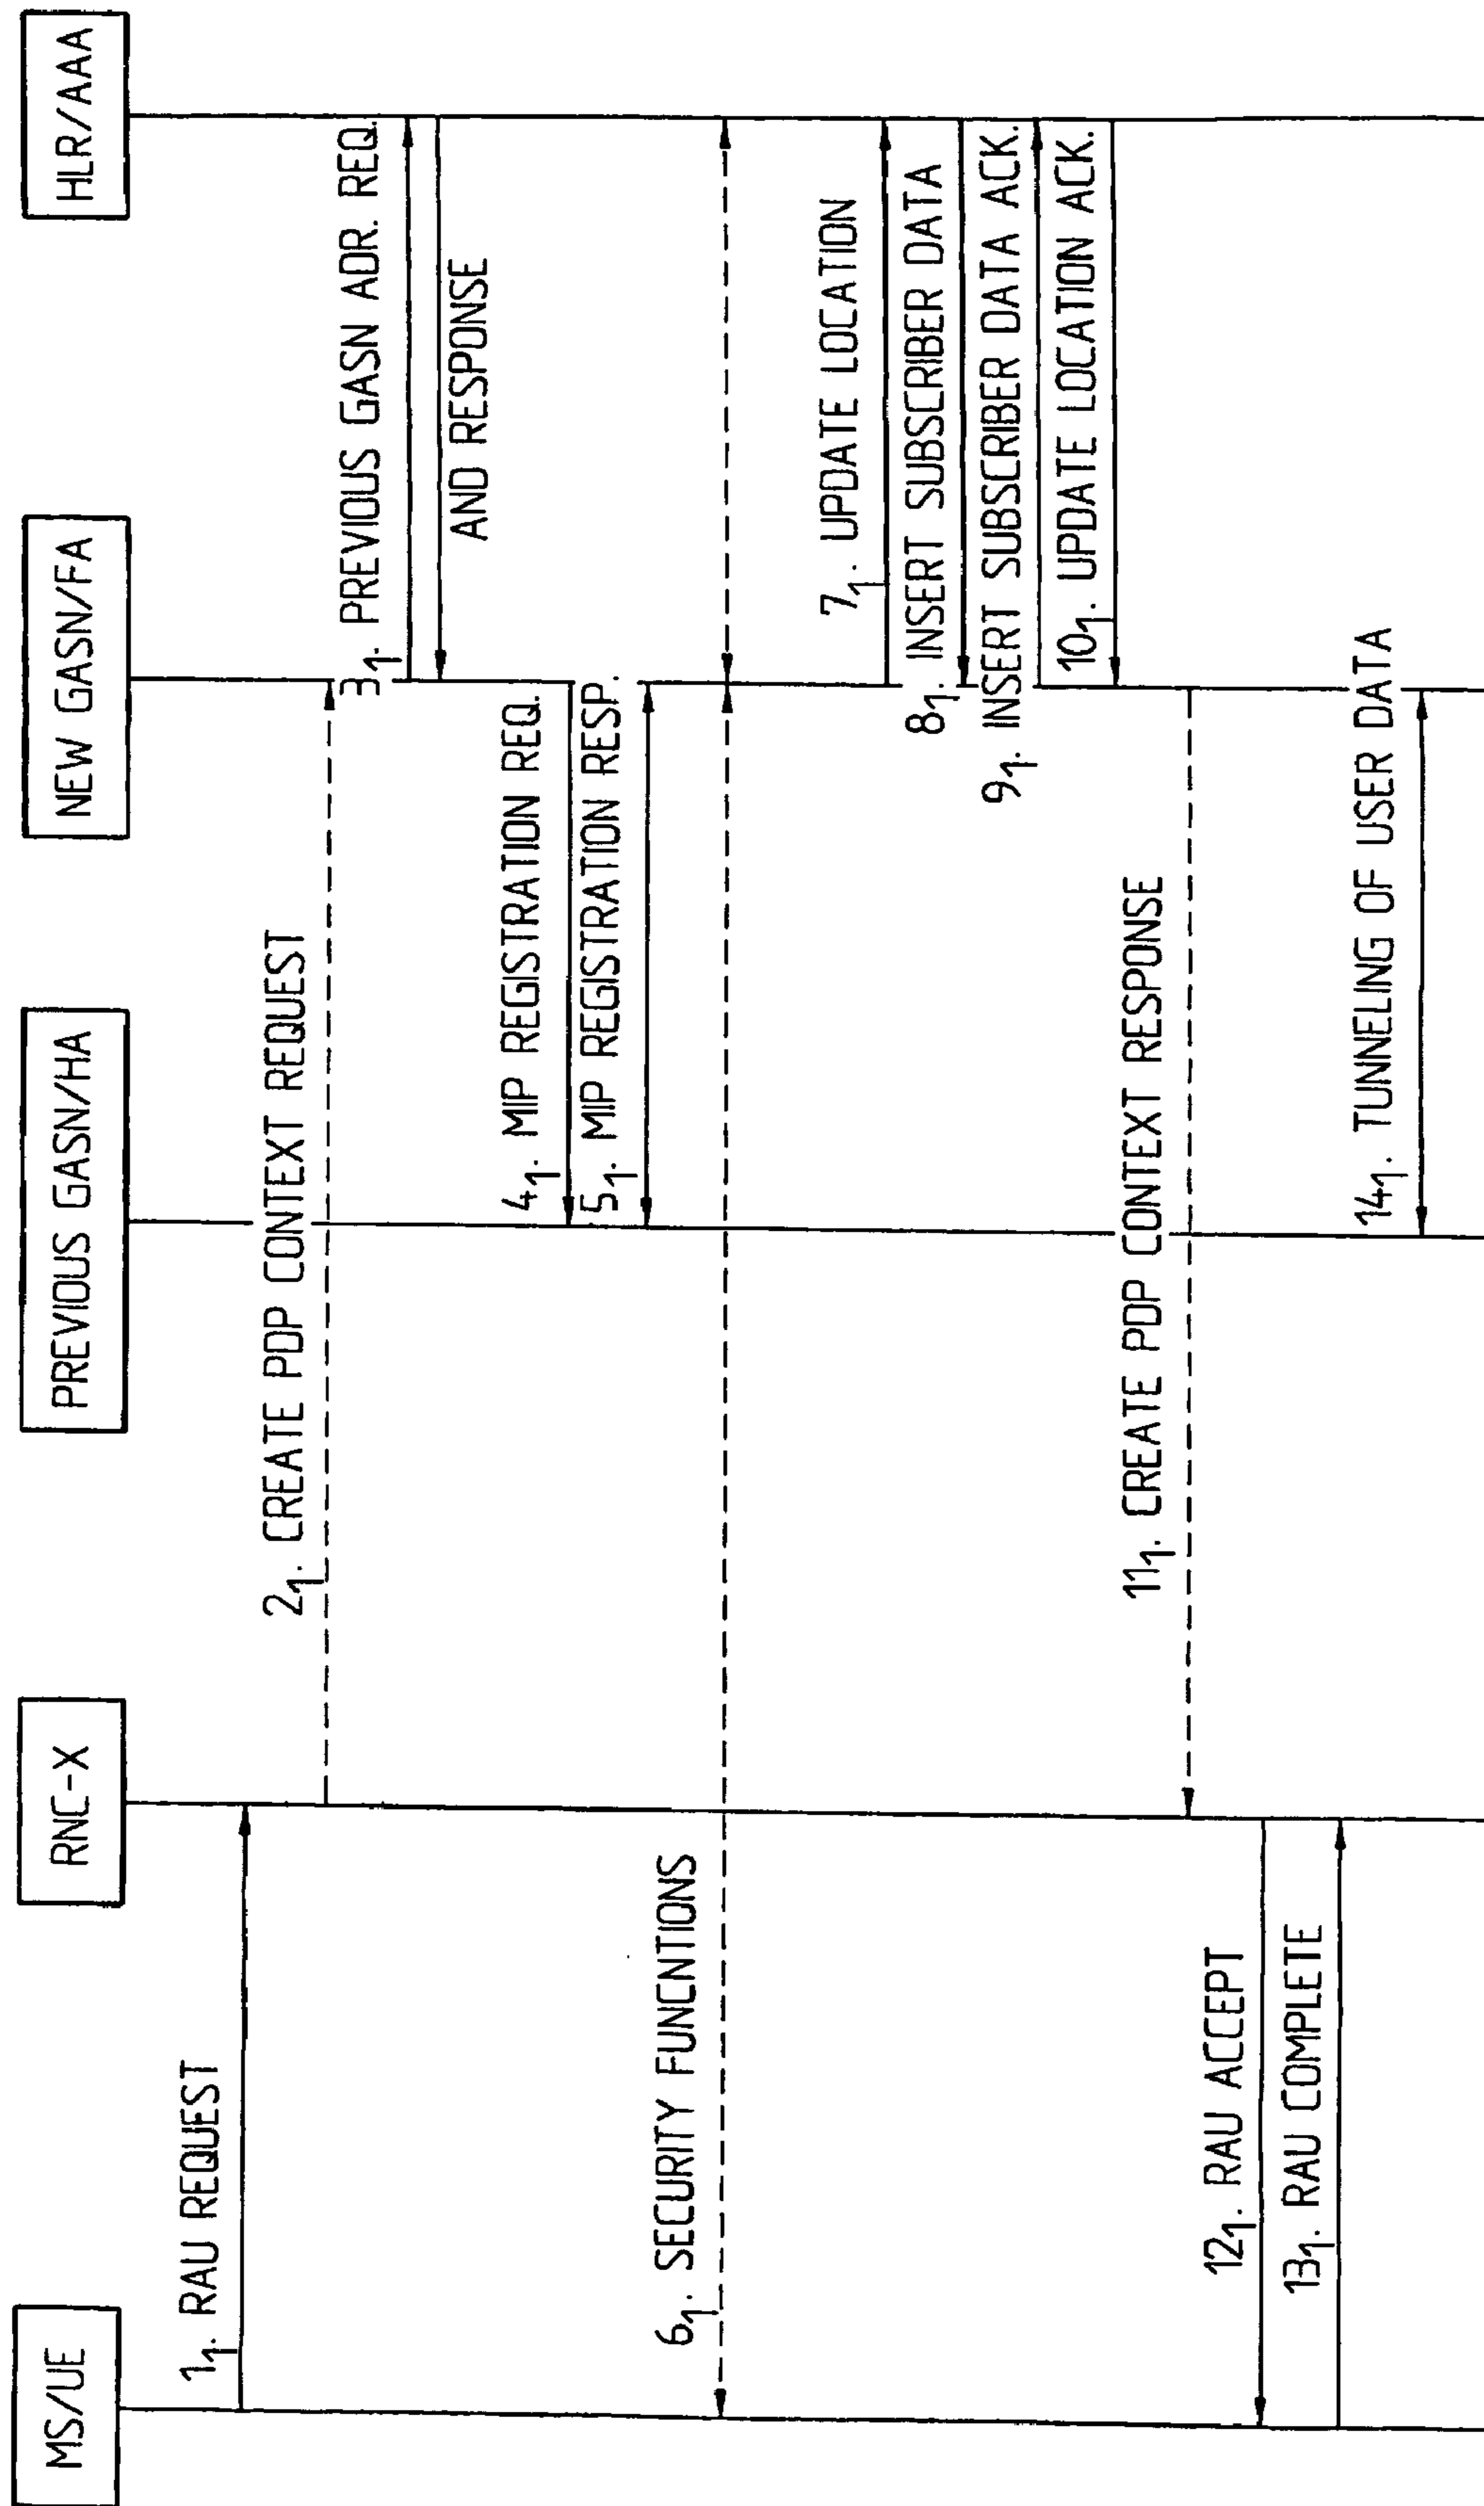 MS/UE
RNC-X
PREVIOUS GASN/HA
NEW GASN/FA
HLR/AAA
1₁. RAU REQUEST
2₁. CREATE PDP CONTEXT REQUEST
3₁. PREVIOUS GASN ADR. REQ.
AND RESPONSE
4₁. MIP REGISTRATION REQ.
5₁. MIP REGISTRATION RESP.
6₁. SECURITY FUNCNTIONS
7₁. UPDATE LOCATION
8₁. INSERT SUBSCRIBER DATA
9₁. INSERT SUBSCRIBER DATA ACK.
10₁. UPDATE LOCATION ACK.
11₁. CREATE PDP CONTEXT RESPONSE
12₁. RAU ACCEPT
13₁. RAU COMPLETE
14₁. TUNNELING OF USER DATA